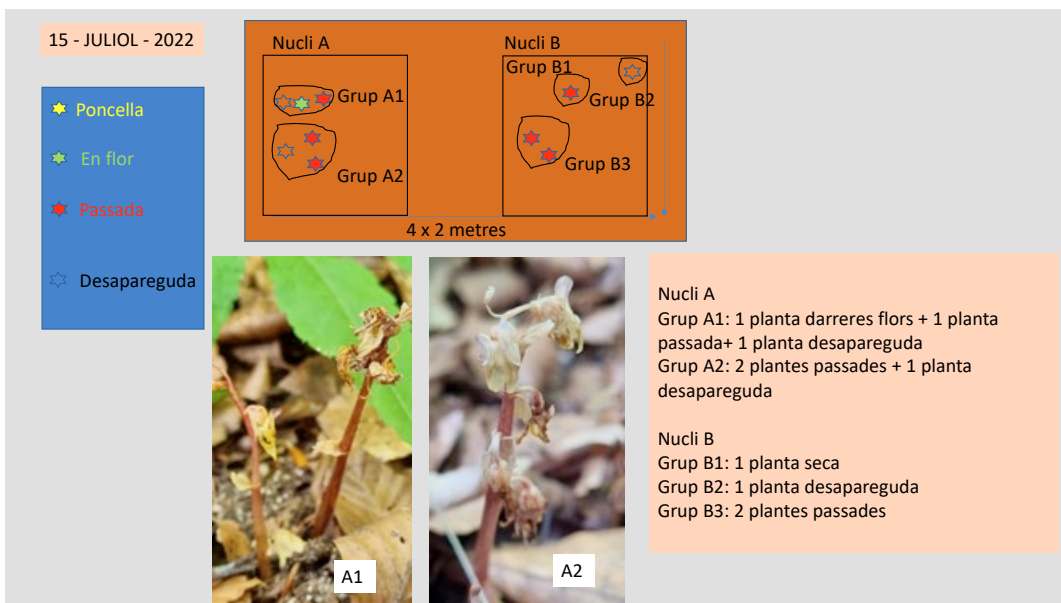 15 - JULIOL - 2022
Poncella
En flor
Passada
Desapareguda
Nucli A
Grup A1
Grup A2
Nucli B
Grup B1
Grup B2
Grup B3
4 x 2 metres
A1
A2
Nucli A
Grup A1: 1 planta darreres flors + 1 planta
passada+ 1 planta desapareguda
Grup A2: 2 plantes passades + 1 planta
desapareguda
Nucli B
Grup B1: 1 planta seca
Grup B2: 1 planta desapareguda
Grup B3: 2 plantes passades